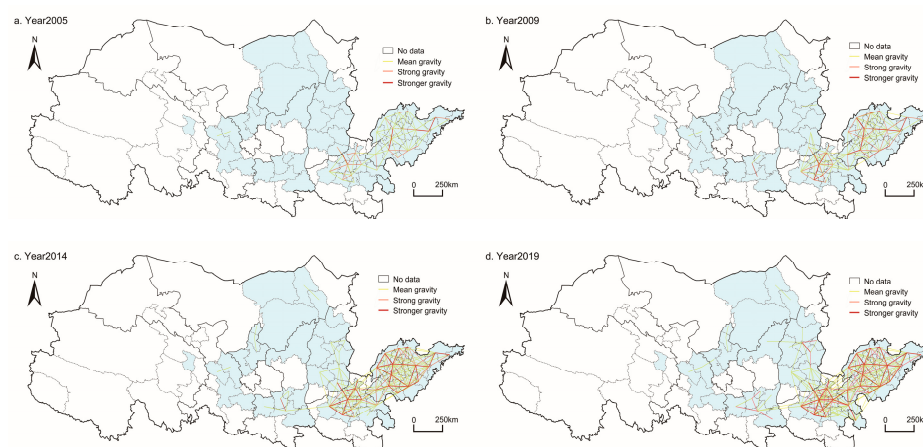 a. Year2005
N
No data
Mean gravity
Strong gravity
Stronger gravity
0 250km
b. Year2009
N
No data
Mean gravity
Strong gravity
Stronger gravity
0 250km
c. Year2014
N
No data
Mean gravity
Strong gravity
Stronger gravity
0 250km
d. Year2019
N
No data
Mean gravity
Strong gravity
Stronger gravity
0 250km